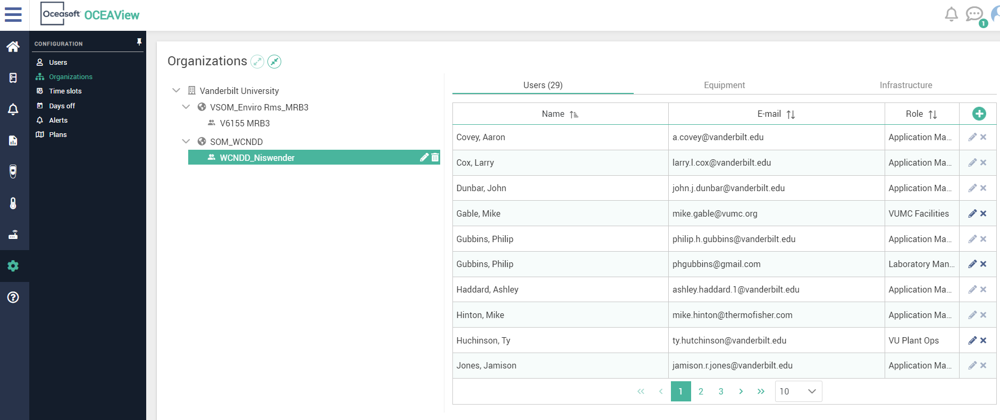 Oceasoft OCEAView
1
CONFIGURATION
Users
Organizations
Time slots
Days off
Alerts
Plans
Organizations
Vanderbilt University
VSOM_Enviro Rms_MRB3
V6155 MRB3
SOM_WCNDD
WCNDD_Niswender
Users (29) Equipment Infrastructure
Name E-mail Role
Covey, Aaron a.covey@vanderbilt.edu Application Ma...
Cox, Larry larry.l.cox@vanderbilt.edu Application Ma...
Dunbar, John john.j.dunbar@vanderbilt.edu Application Ma...
Gable, Mike mike.gable@vumc.org VUMC Facilities
Gubbins, Philip philip.h.gubbins@vanderbilt.edu Application Ma...
Gubbins, Philip phgubbins@gmail.com Laboratory Man...
Haddard, Ashley ashley.haddard.1@vanderbilt.edu Application Ma...
Hinton, Mike mike.hinton@thermofisher.com Application Ma...
Huchinson, Ty ty.hutchinson@vanderbilt.edu VU Plant Ops
Jones, Jamison jamison.r.jones@vanderbilt.edu Application Ma...
« ‹ 1 2 3 › » 10